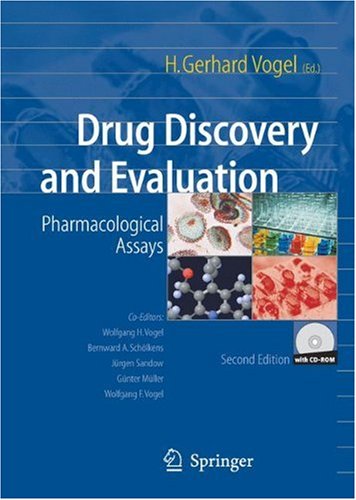 H. Gerhard Vogel (Ed.)
Drug Discovery
and Evaluation
Pharmacological
Assays
Co-Editors:
Wolfgang H. Vogel
Bernward A. Schölkens
Jürgen Sandow
Günter Müller
Wolfgang F. Vogel
Second Edition with CD-ROM
Springer